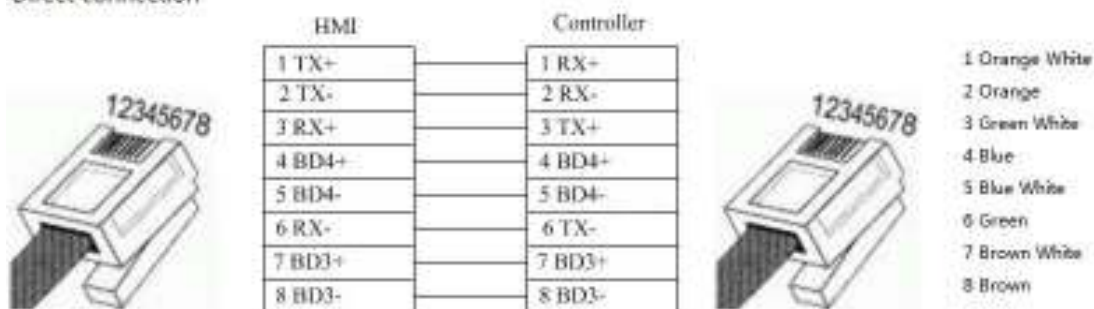 Direct connection
HMI
Controller
1 TX+
1 RX+
2 TX-
2 RX-
3 RX+
3 TX+
4 BD4+
4 BD4+
5 BD4-
5 BD4-
6 RX-
6 TX-
7 BD3+
7 BD3+
8 BD3-
8 BD3-
12345678
12345678
1 Orange White
2 Orange
3 Green White
4 Blue
5 Blue White
6 Green
7 Brown White
8 Brown